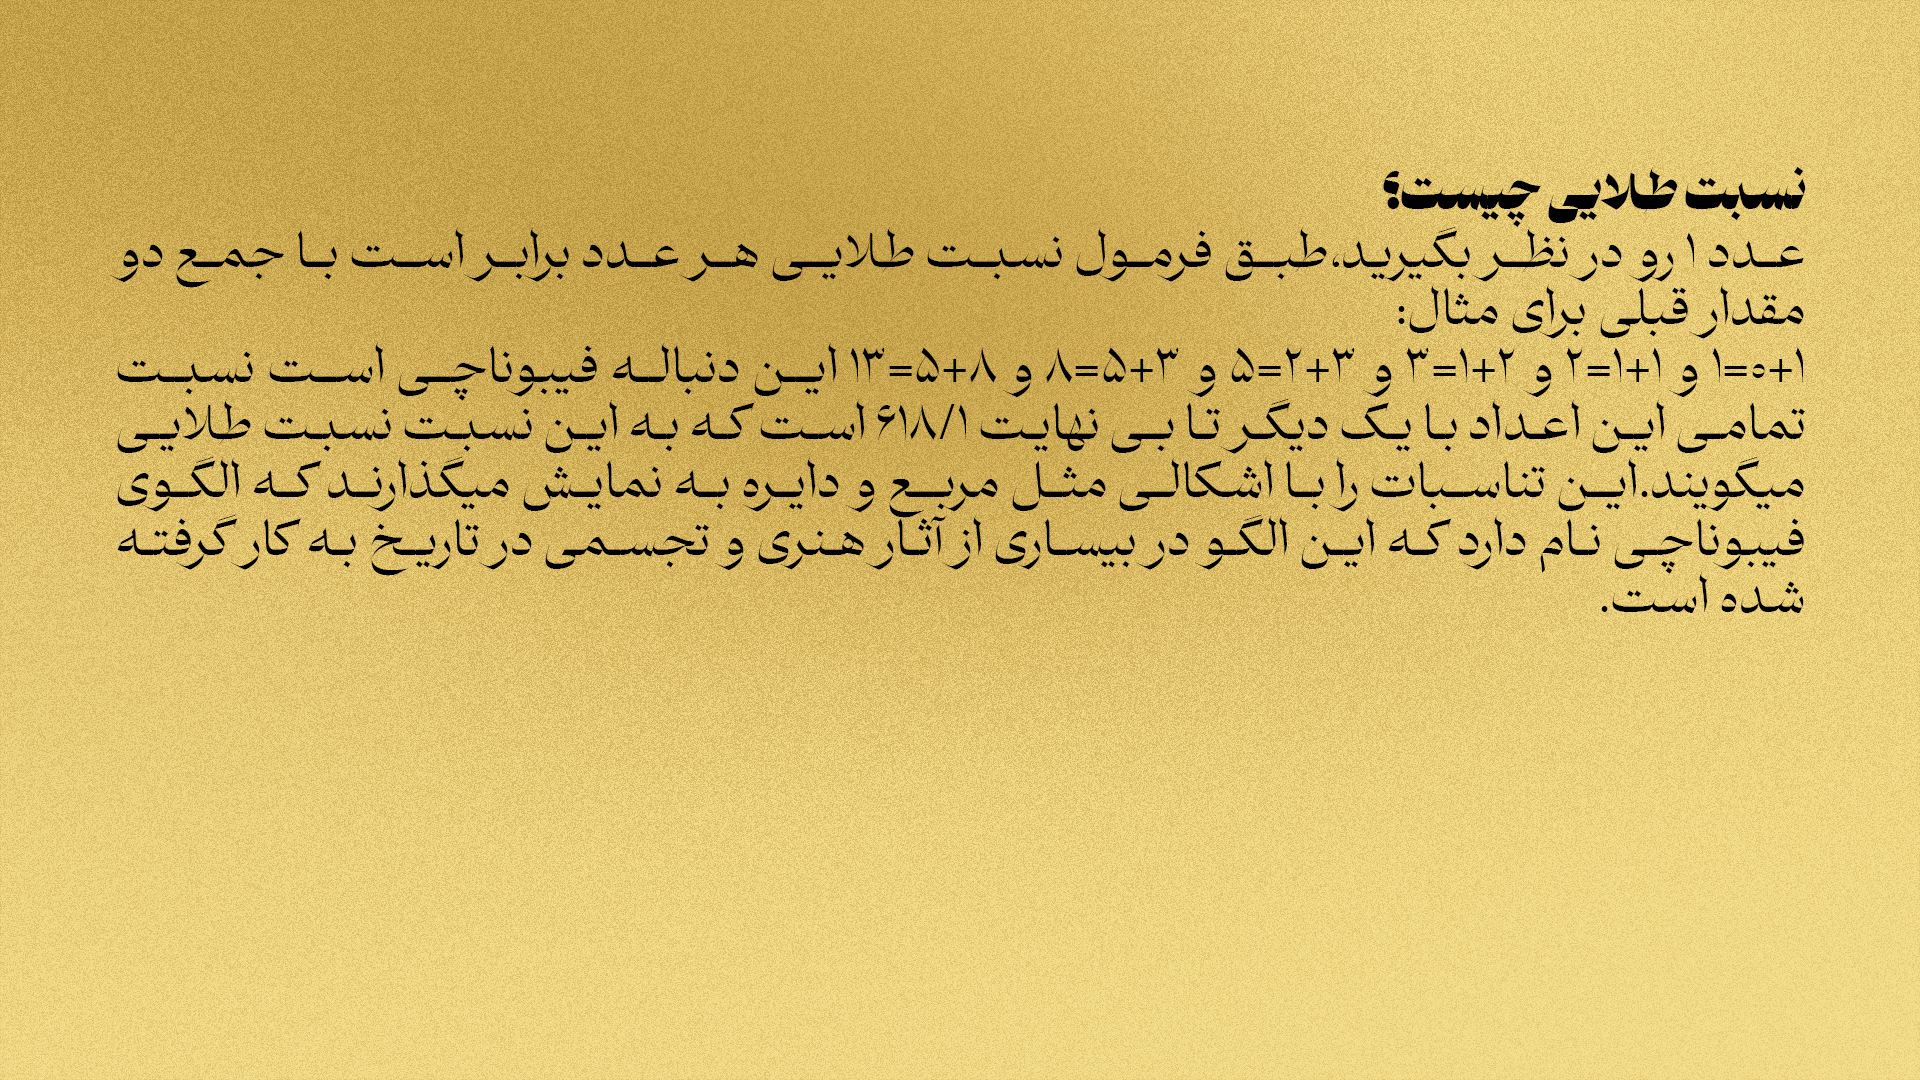 نسبت طلایی چیست؟
عدد ۱ رو در نظر بگیرید،طبق فرمول نسبت طلایی هر عدد برابر است با جمع دو
مقدار قبلی برای مثال:
۱+۰=۱ و ۱+۱=۲ و ۲+۱=۳ و ۳+۲=۵ و ۳+۵=۸ و ۸+۵=۱۳ این دنباله فیبوناچی است نسبت
تمامی این اعداد با یک دیگر تا بی نهایت ۶۱۸/۱ است که به این نسبت نسبت طلایی
میگویند.این تناسبات را با اشکالی مثل مربع و دایره به نمایش میگذارند که الگوی
فیبوناچی نام دارد که این الگو در بیساری از آثار هنری و تجسمی در تاریخ به کار گرفته
شده است.